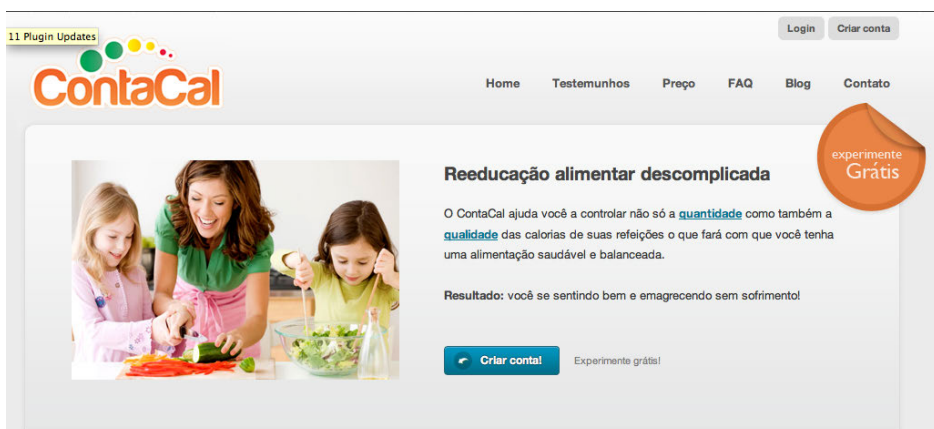 Login
Criar conta
11 Plugin Updates
ContaCal
Home
Testemunhos
Preço
FAQ
Blog
Contato
experimente
Grátis
Reeducação alimentar descomplicada
O ContaCal ajuda você a controlar não só a quantidade como também a
qualidade das calorias de suas refeições o que fará com que você tenha
uma alimentação saudável e balanceada.
Resultado: você se sentindo bem e emagrecendo sem sofrimento!
Criar conta!
Experimente grátis!